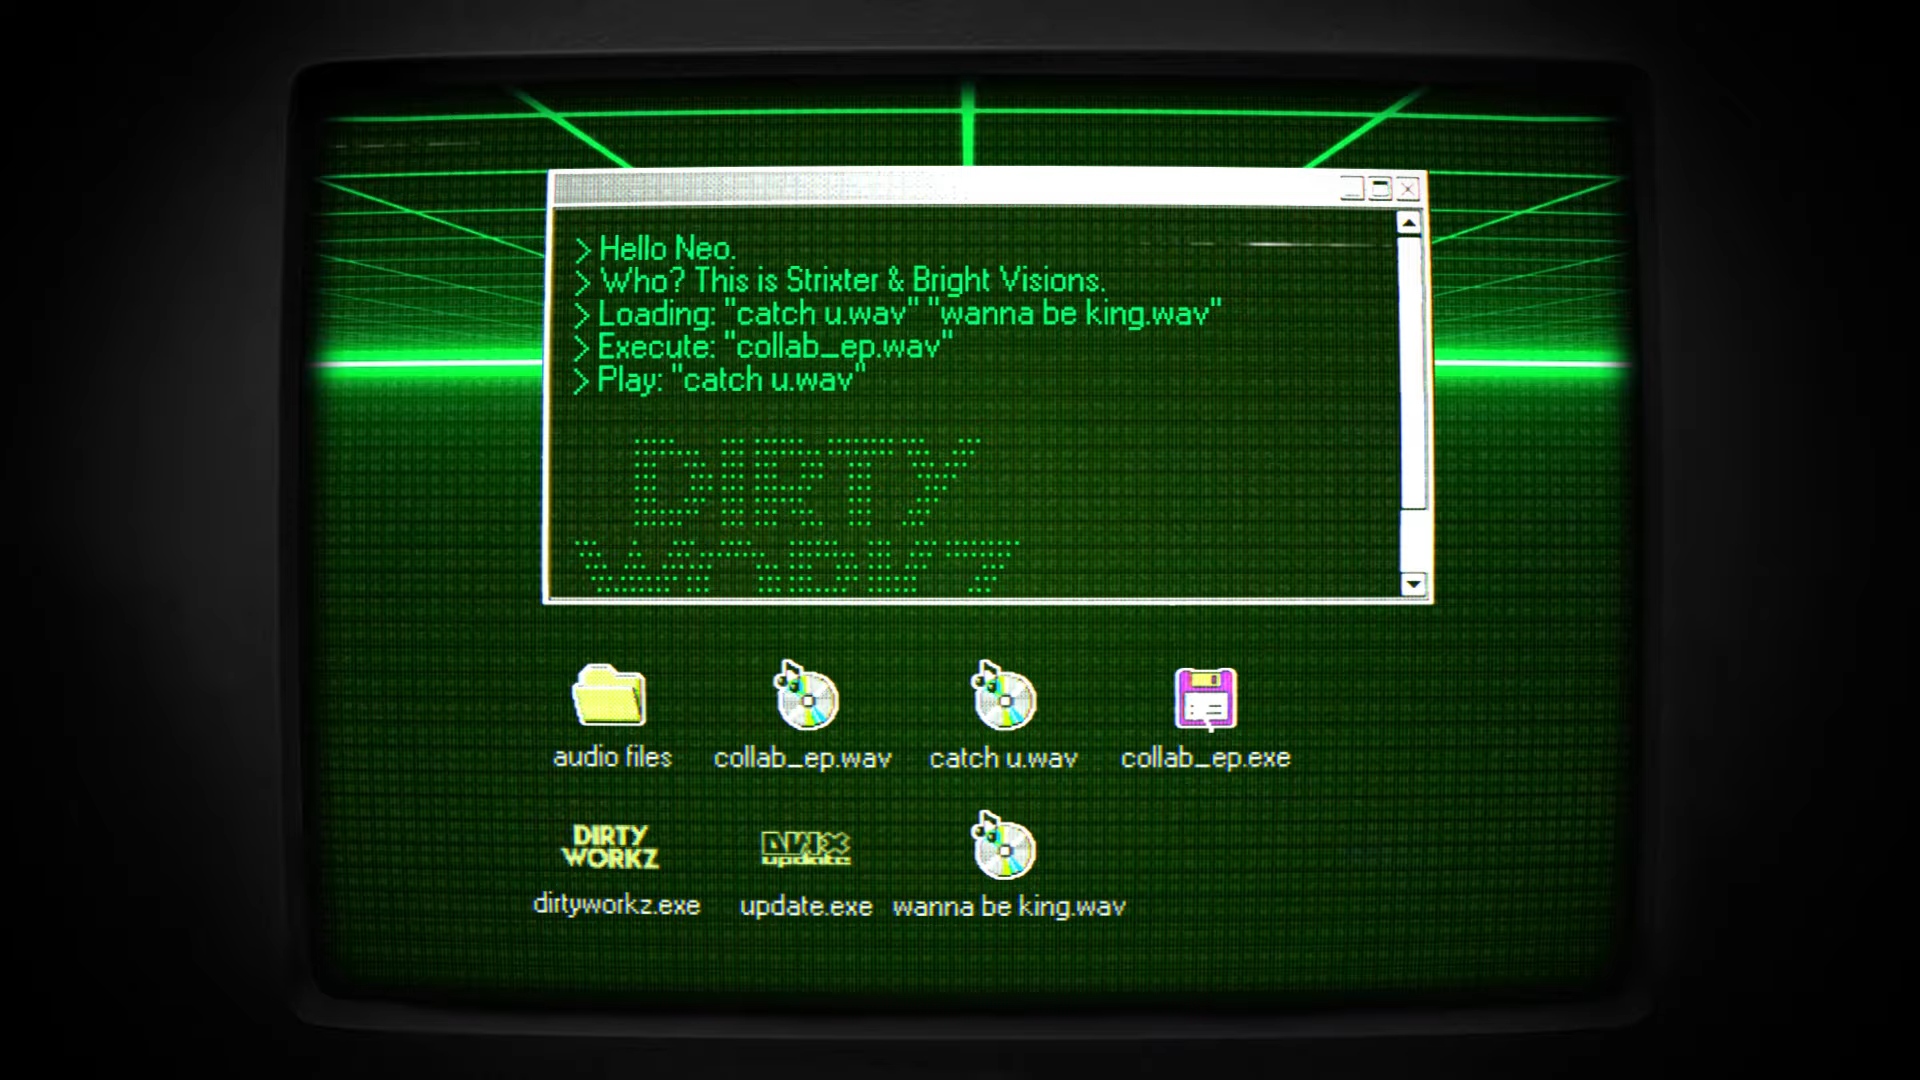 > Hello Neo.
> Who? This is Strixter & Bright Visions.
> Loading: "catch u.wav" "wanna be king.wav"
> Execute: "collab_ep.wav"
> Play: "catch u.wav"
DIRTY
audio files
collab_ep.wav
catch u.wav
collab_ep.exe
DIRTY
WORKZ
update
dirtyworkz.exe
update.exe
wanna be king.wav